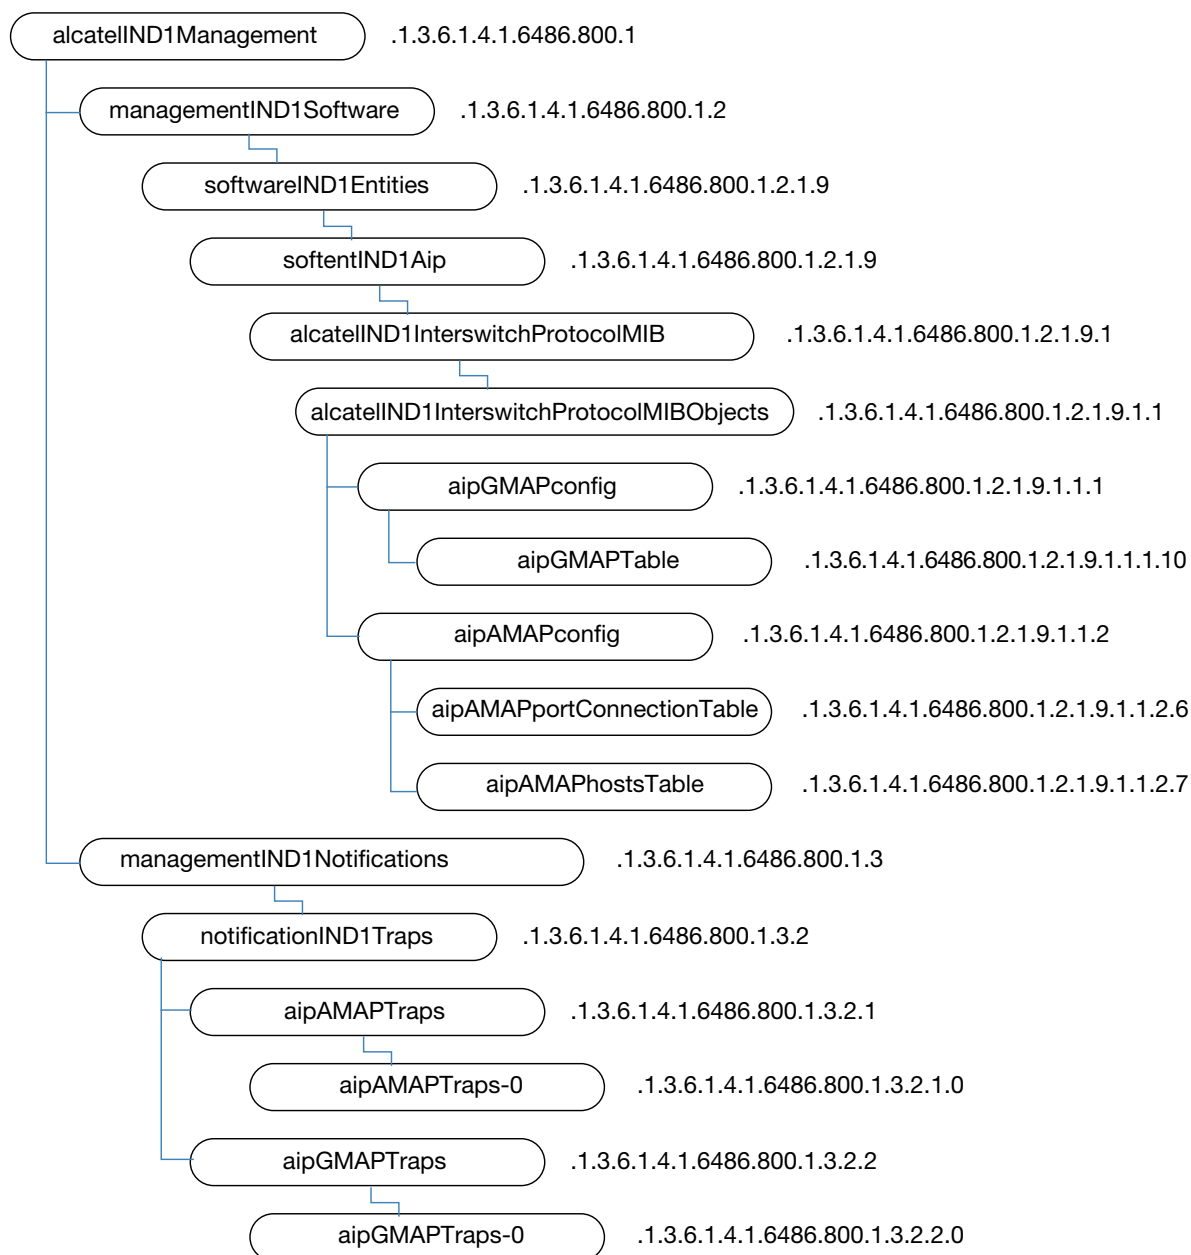 alcatelIND1Management .1.3.6.1.4.1.6486.800.1
managementIND1Software .1.3.6.1.4.1.6486.800.1.2
softwareIND1Entities .1.3.6.1.4.1.6486.800.1.2.1.9
softentIND1Aip .1.3.6.1.4.1.6486.800.1.2.1.9
alcatelIND1InterswitchProtocolMIB .1.3.6.1.4.1.6486.800.1.2.1.9.1
alcatelIND1InterswitchProtocolMIBObjects .1.3.6.1.4.1.6486.800.1.2.1.9.1.1
aipGMAPconfig .1.3.6.1.4.1.6486.800.1.2.1.9.1.1.1
aipGMAPTable .1.3.6.1.4.1.6486.800.1.2.1.9.1.1.1.10
aipAMAPconfig .1.3.6.1.4.1.6486.800.1.2.1.9.1.1.2
aipAMAPportConnectionTable .1.3.6.1.4.1.6486.800.1.2.1.9.1.1.2.6
aipAMAPhostsTable .1.3.6.1.4.1.6486.800.1.2.1.9.1.1.2.7
managementIND1Notifications .1.3.6.1.4.1.6486.800.1.3
notificationIND1Traps .1.3.6.1.4.1.6486.800.1.3.2
aipAMAPTraps .1.3.6.1.4.1.6486.800.1.3.2.1
aipAMAPTraps-0 .1.3.6.1.4.1.6486.800.1.3.2.1.0
aipGMAPTraps .1.3.6.1.4.1.6486.800.1.3.2.2
aipGMAPTraps-0 .1.3.6.1.4.1.6486.800.1.3.2.2.0